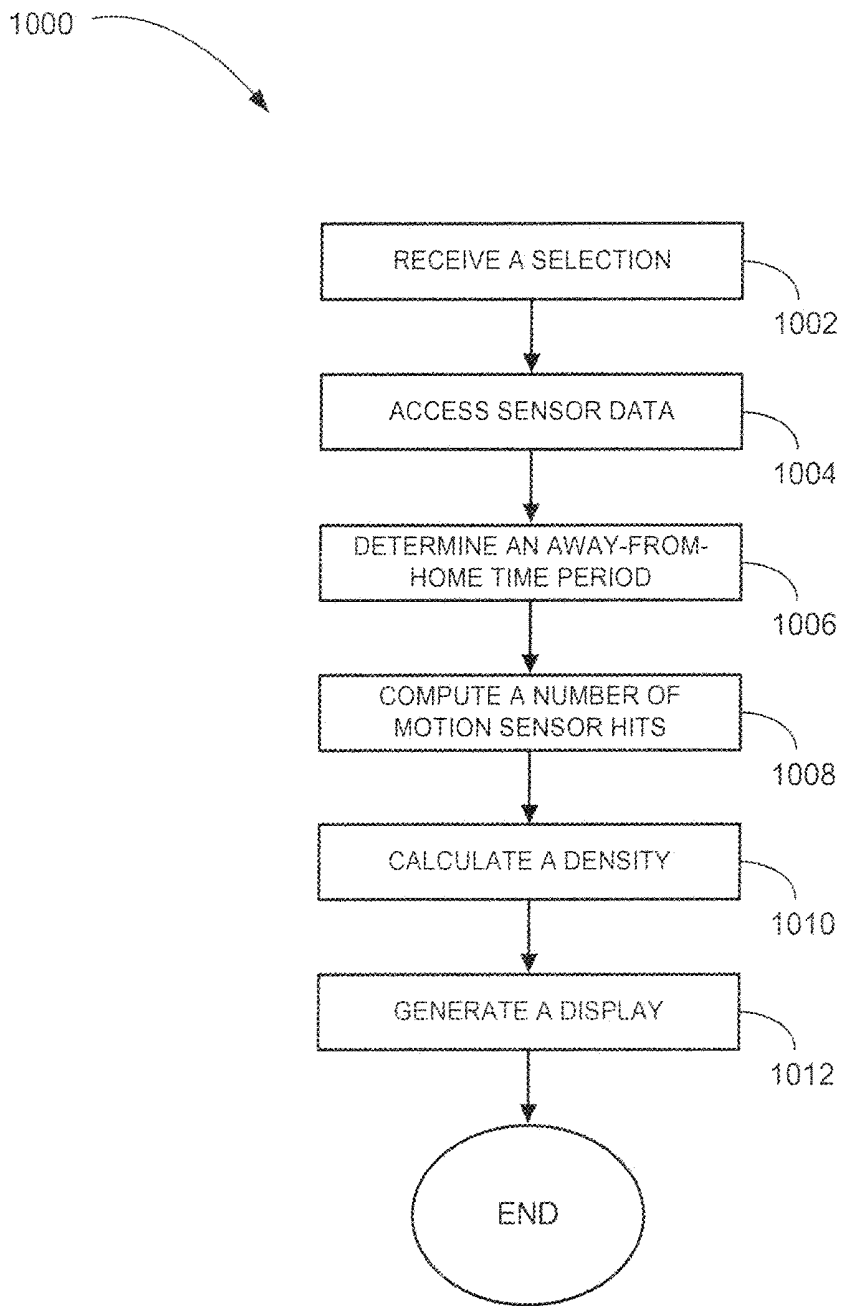 1000
RECEIVE A SELECTION
1002
ACCESS SENSOR DATA
1004
DETERMINE AN AWAY-FROM-
HOME TIME PERIOD
1006
COMPUTE A NUMBER OF
MOTION SENSOR HITS
1008
CALCULATE A DENSITY
1010
GENERATE A DISPLAY
1012
END